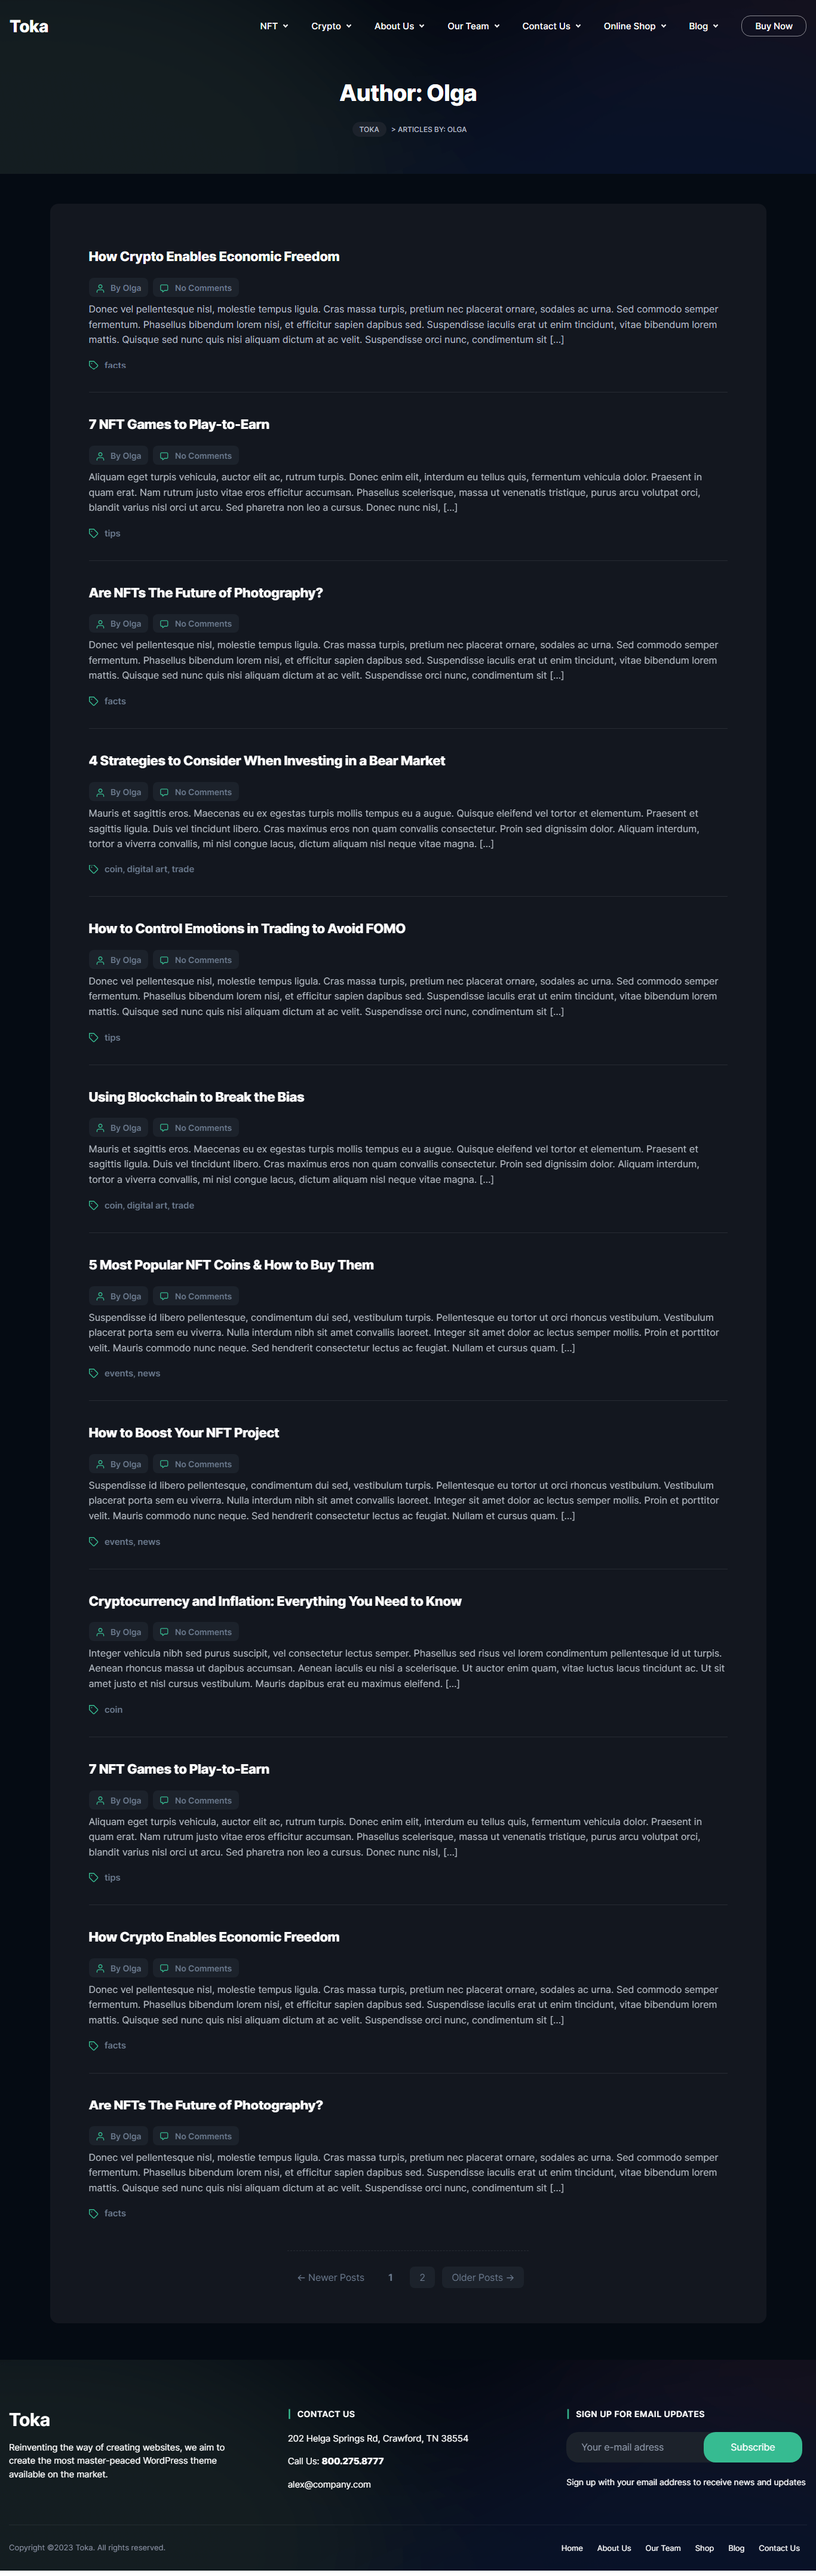 Toka
NFT Crypto About Us Our Team Contact Us Online Shop Blog Buy Now
Author: Olga
TOKA > ARTICLES BY: OLGA
How Crypto Enables Economic Freedom
By Olga No Comments
Donec vel pellentesque nisl, molestie tempus ligula. Cras massa turpis, pretium nec placerat ornare, sodales ac urna. Sed commodo semper
fermentum. Phasellus bibendum lorem nisi, et efficitur sapien dapibus sed. Suspendisse iaculis erat ut enim tincidunt, vitae bibendum lorem
mattis. Quisque sed nunc quis nisi aliquam dictum at ac velit. Suspendisse orci nunc, condimentum sit [...]
facts
7 NFT Games to Play-to-Earn
By Olga No Comments
Aliquam eget turpis vehicula, auctor elit ac, rutrum turpis. Donec enim elit, interdum eu tellus quis, fermentum vehicula dolor. Praesent in
quam erat. Nam rutrum justo vitae eros efficitur accumsan. Phasellus scelerisque, massa ut venenatis tristique, purus arcu volutpat orci,
blandit varius nisl orci ut arcu. Sed pharetra non leo a cursus. Donec nunc nisl, [...]
tips
Are NFTs The Future of Photography?
By Olga No Comments
Donec vel pellentesque nisl, molestie tempus ligula. Cras massa turpis, pretium nec placerat ornare, sodales ac urna. Sed commodo semper
fermentum. Phasellus bibendum lorem nisi, et efficitur sapien dapibus sed. Suspendisse iaculis erat ut enim tincidunt, vitae bibendum lorem
mattis. Quisque sed nunc quis nisi aliquam dictum at ac velit. Suspendisse orci nunc, condimentum sit [...]
facts
4 Strategies to Consider When Investing in a Bear Market
By Olga No Comments
Mauris et sagittis eros. Maecenas eu ex egestas turpis mollis tempus eu a augue. Quisque eleifend vel tortor et elementum. Praesent et
sagittis ligula. Duis vel tincidunt libero. Cras maximus eros non quam convallis consectetur. Proin sed dignissim dolor. Aliquam interdum,
tortor a viverra convallis, mi nisl congue lacus, dictum aliquam nisl neque vitae magna. [...]
coin, digital art, trade
How to Control Emotions in Trading to Avoid FOMO
By Olga No Comments
Donec vel pellentesque nisl, molestie tempus ligula. Cras massa turpis, pretium nec placerat ornare, sodales ac urna. Sed commodo semper
fermentum. Phasellus bibendum lorem nisi, et efficitur sapien dapibus sed. Suspendisse iaculis erat ut enim tincidunt, vitae bibendum lorem
mattis. Quisque sed nunc quis nisi aliquam dictum at ac velit. Suspendisse orci nunc, condimentum sit [...]
tips
Using Blockchain to Break the Bias
By Olga No Comments
Mauris et sagittis eros. Maecenas eu ex egestas turpis mollis tempus eu a augue. Quisque eleifend vel tortor et elementum. Praesent et
sagittis ligula. Duis vel tincidunt libero. Cras maximus eros non quam convallis consectetur. Proin sed dignissim dolor. Aliquam interdum,
tortor a viverra convallis, mi nisl congue lacus, dictum aliquam nisl neque vitae magna. [...]
coin, digital art, trade
5 Most Popular NFT Coins & How to Buy Them
By Olga No Comments
Suspendisse id libero pellentesque, condimentum dui sed, vestibulum turpis. Pellentesque eu tortor ut orci rhoncus vestibulum. Vestibulum
placerat porta sem eu viverra. Nulla interdum nibh sit amet convallis laoreet. Integer sit amet dolor ac lectus semper mollis. Proin et porttitor
velit. Mauris commodo nunc neque. Sed hendrerit consectetur lectus ac feugiat. Nullam et cursus quam. [...]
events, news
How to Boost Your NFT Project
By Olga No Comments
Suspendisse id libero pellentesque, condimentum dui sed, vestibulum turpis. Pellentesque eu tortor ut orci rhoncus vestibulum. Vestibulum
placerat porta sem eu viverra. Nulla interdum nibh sit amet convallis laoreet. Integer sit amet dolor ac lectus semper mollis. Proin et porttitor
velit. Mauris commodo nunc neque. Sed hendrerit consectetur lectus ac feugiat. Nullam et cursus quam. [...]
events, news
Cryptocurrency and Inflation: Everything You Need to Know
By Olga No Comments
Integer vehicula nibh sed purus suscipit, vel consectetur lectus semper. Phasellus sed risus vel lorem condimentum pellentesque id ut turpis.
Aenean rhoncus massa ut dapibus accumsan. Aenean iaculis eu nisi a scelerisque. Ut auctor enim quam, vitae luctus lacus tincidunt ac. Ut sit
amet justo et nisl cursus vestibulum. Mauris dapibus erat eu maximus eleifend. [...]
coin
7 NFT Games to Play-to-Earn
By Olga No Comments
Aliquam eget turpis vehicula, auctor elit ac, rutrum turpis. Donec enim elit, interdum eu tellus quis, fermentum vehicula dolor. Praesent in
quam erat. Nam rutrum justo vitae eros efficitur accumsan. Phasellus scelerisque, massa ut venenatis tristique, purus arcu volutpat orci,
blandit varius nisl orci ut arcu. Sed pharetra non leo a cursus. Donec nunc nisl, [...]
tips
How Crypto Enables Economic Freedom
By Olga No Comments
Donec vel pellentesque nisl, molestie tempus ligula. Cras massa turpis, pretium nec placerat ornare, sodales ac urna. Sed commodo semper
fermentum. Phasellus bibendum lorem nisi, et efficitur sapien dapibus sed. Suspendisse iaculis erat ut enim tincidunt, vitae bibendum lorem
mattis. Quisque sed nunc quis nisi aliquam dictum at ac velit. Suspendisse orci nunc, condimentum sit [...]
facts
Are NFTs The Future of Photography?
By Olga No Comments
Donec vel pellentesque nisl, molestie tempus ligula. Cras massa turpis, pretium nec placerat ornare, sodales ac urna. Sed commodo semper
fermentum. Phasellus bibendum lorem nisi, et efficitur sapien dapibus sed. Suspendisse iaculis erat ut enim tincidunt, vitae bibendum lorem
mattis. Quisque sed nunc quis nisi aliquam dictum at ac velit. Suspendisse orci nunc, condimentum sit [...]
facts
← Newer Posts 1 2 Older Posts →
Toka
Reinventing the way of creating websites, we aim to
create the most master-peaced WordPress theme
available on the market.
CONTACT US
202 Helga Springs Rd, Crawford, TN 38554
Call Us: 800.275.8777
alex@company.com
SIGN UP FOR EMAIL UPDATES
Your e-mail adress Subscribe
Sign up with your email address to receive news and updates
Copyright ©2023 Toka. All rights reserved.
Home About Us Our Team Shop Blog Contact Us